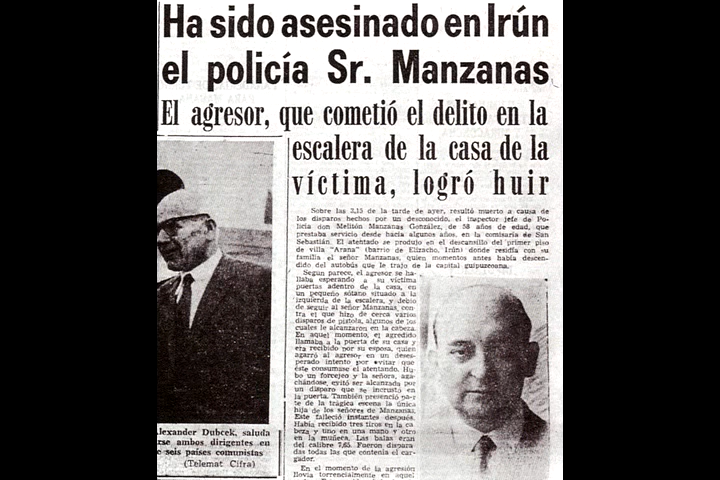 Ha sido asesinado en Irún
el policía Sr. Manzanas
El agresor, que cometió el delito en la
escalera de la casa de la
víctima, logró huir
Sobre las 3,15 de la tarde de ayer, resultó muerto a causa de
los disparos hechos por un desconocido, el inspector jefe de Po-
licía don Melitón Manzanas González, de 58 años de edad, que
prestaba servicio desde hacía algunos años, en la comisaría de San
Sebastián. El atentado se produjo en el descansillo del primer piso
de villa "Arana" (barrio de Elizacho, Irún) donde residía con su
familia el señor Manzanas, quien momentos antes había descen-
dido del autobús que le trajo de la capital guipuzcoana.
Según parece, el agresor se ha-
llaba esperando a su víctima
puertas adentro de la casa, en
un pequeño sótano situado a la
izquierda de la escalera, y debió
de seguir al señor Manzanas, con-
tra el que hizo de cerca varios
disparos de pistola, algunos de los
cuales le alcanzaron en la cabeza.
En aquel momento, el agredido
llamaba a la puerta de su casa y
era recibido por su esposa, quien
agarró al agresor en un deses-
perado intento por evitar que
éste consumase el atentando. Hu-
bo un forcejeo y la señora, aga-
chándose, evitó ser alcanzada por
un disparo que se incrustó en
la puerta. También presenció par-
te de la trágica escena la única
hija de los señores de Manzanas.
Este falleció instantes después.
Había recibido tres tiros en la ca-
beza y uno en una mano y otro
en la muñeca. Las balas eran
del calibre 7,65. Fueron dispara-
das todas las que contenía el car-
gador.
En el momento de la agresión
llovía torrencialmente en aquel
Alexander Dubcek, saluda
rse ambos dirigentes en
e seis países comunistas
(Telemat Cifra)